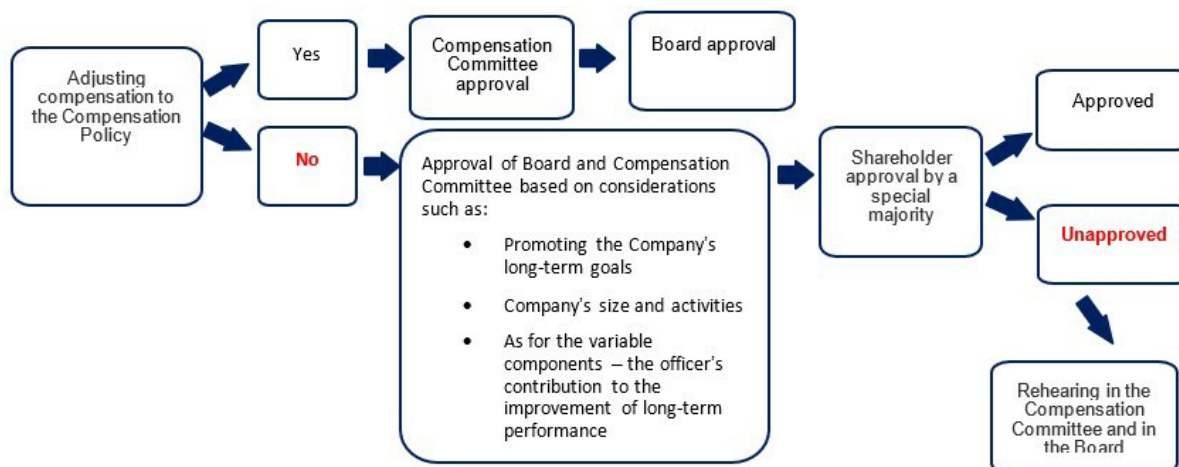 Adjusting
compensation to
the Compensation
Policy
Yes
Compensation
Committee
approval
Board approval
No
Approval of Board and Compensation
Committee based on considerations
such as:
• Promoting the Company's
long-term goals
• Company's size and activities
• As for the variable
components – the officer's
contribution to the
improvement of long-term
performance
Shareholder
approval by a
special
majority
Approved
Unapproved
Rehearing in the
Compensation
Committee and in
the Board